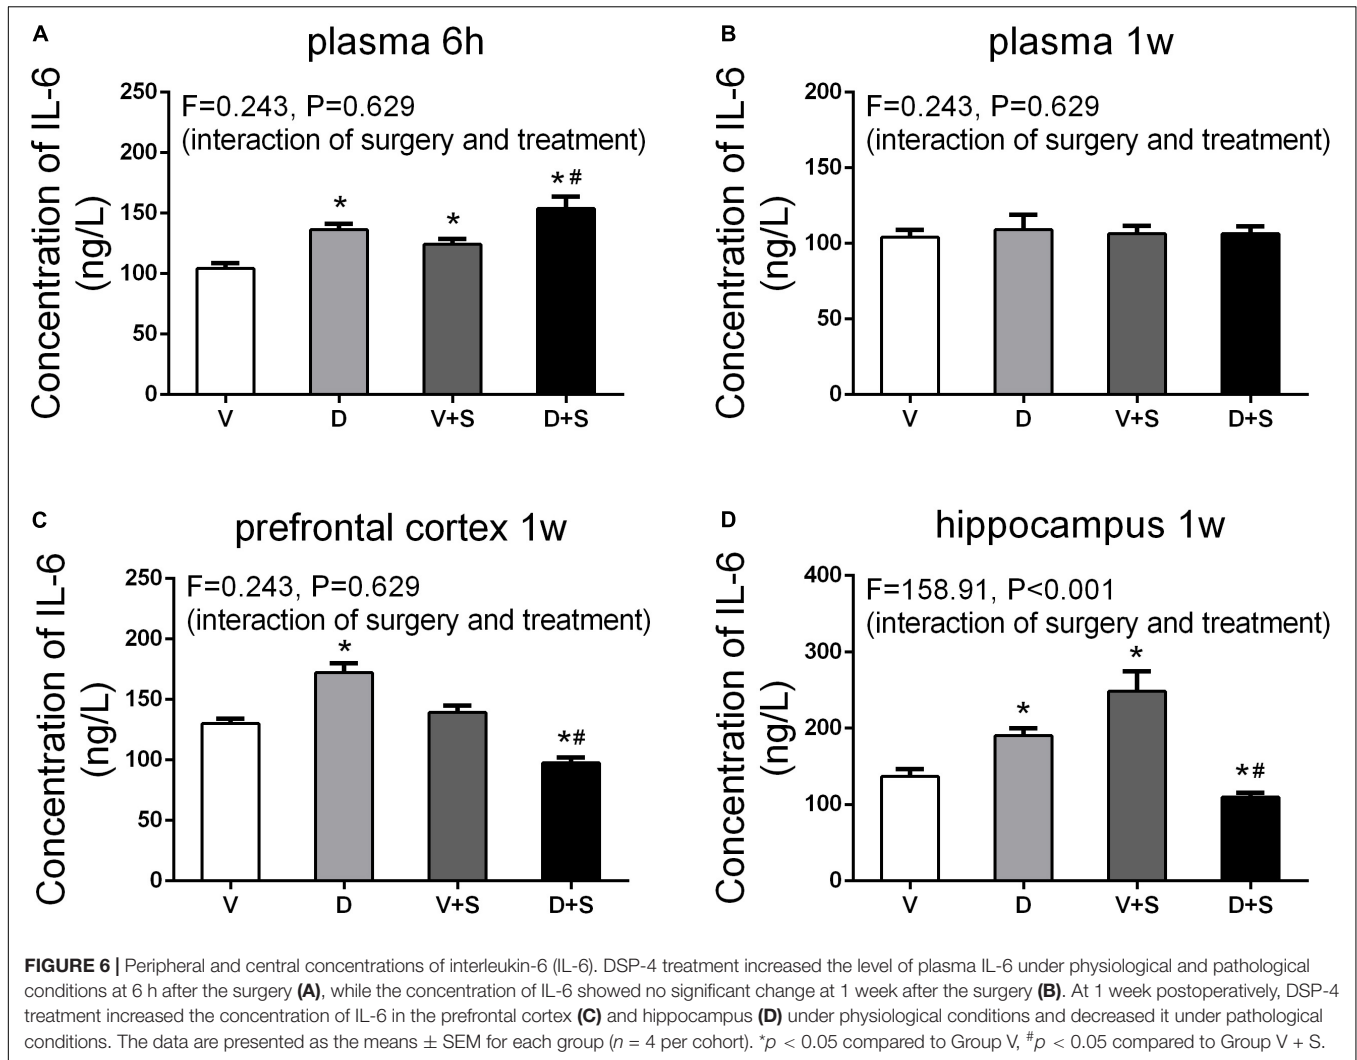 A
plasma 6h
Concentration of IL-6
(ng/L)
250
200
150
100
50
0
F=0.243, P=0.629
(interaction of surgery and treatment)
*
*
*#
V
D
V+S
D+S
B
plasma 1w
Concentration of IL-6
(ng/L)
200
150
100
50
0
F=0.243, P=0.629
(interaction of surgery and treatment)
V
D
V+S
D+S
C
prefrontal cortex 1w
Concentration of IL-6
(ng/L)
250
200
150
100
50
0
F=0.243, P=0.629
(interaction of surgery and treatment)
*
*#
V
D
V+S
D+S
D
hippocampus 1w
Concentration of IL-6
(ng/L)
400
300
200
100
0
F=158.91, P<0.001
(interaction of surgery and treatment)
*
*
*#
V
D
V+S
D+S
FIGURE 6 | Peripheral and central concentrations of interleukin-6 (IL-6). DSP-4 treatment increased the level of plasma IL-6 under physiological and pathological
conditions at 6 h after the surgery (A), while the concentration of IL-6 showed no significant change at 1 week after the surgery (B). At 1 week postoperatively, DSP-4
treatment increased the concentration of IL-6 in the prefrontal cortex (C) and hippocampus (D) under physiological conditions and decreased it under pathological
conditions. The data are presented as the means ± SEM for each group (n = 4 per cohort). *p < 0.05 compared to Group V, #p < 0.05 compared to Group V + S.